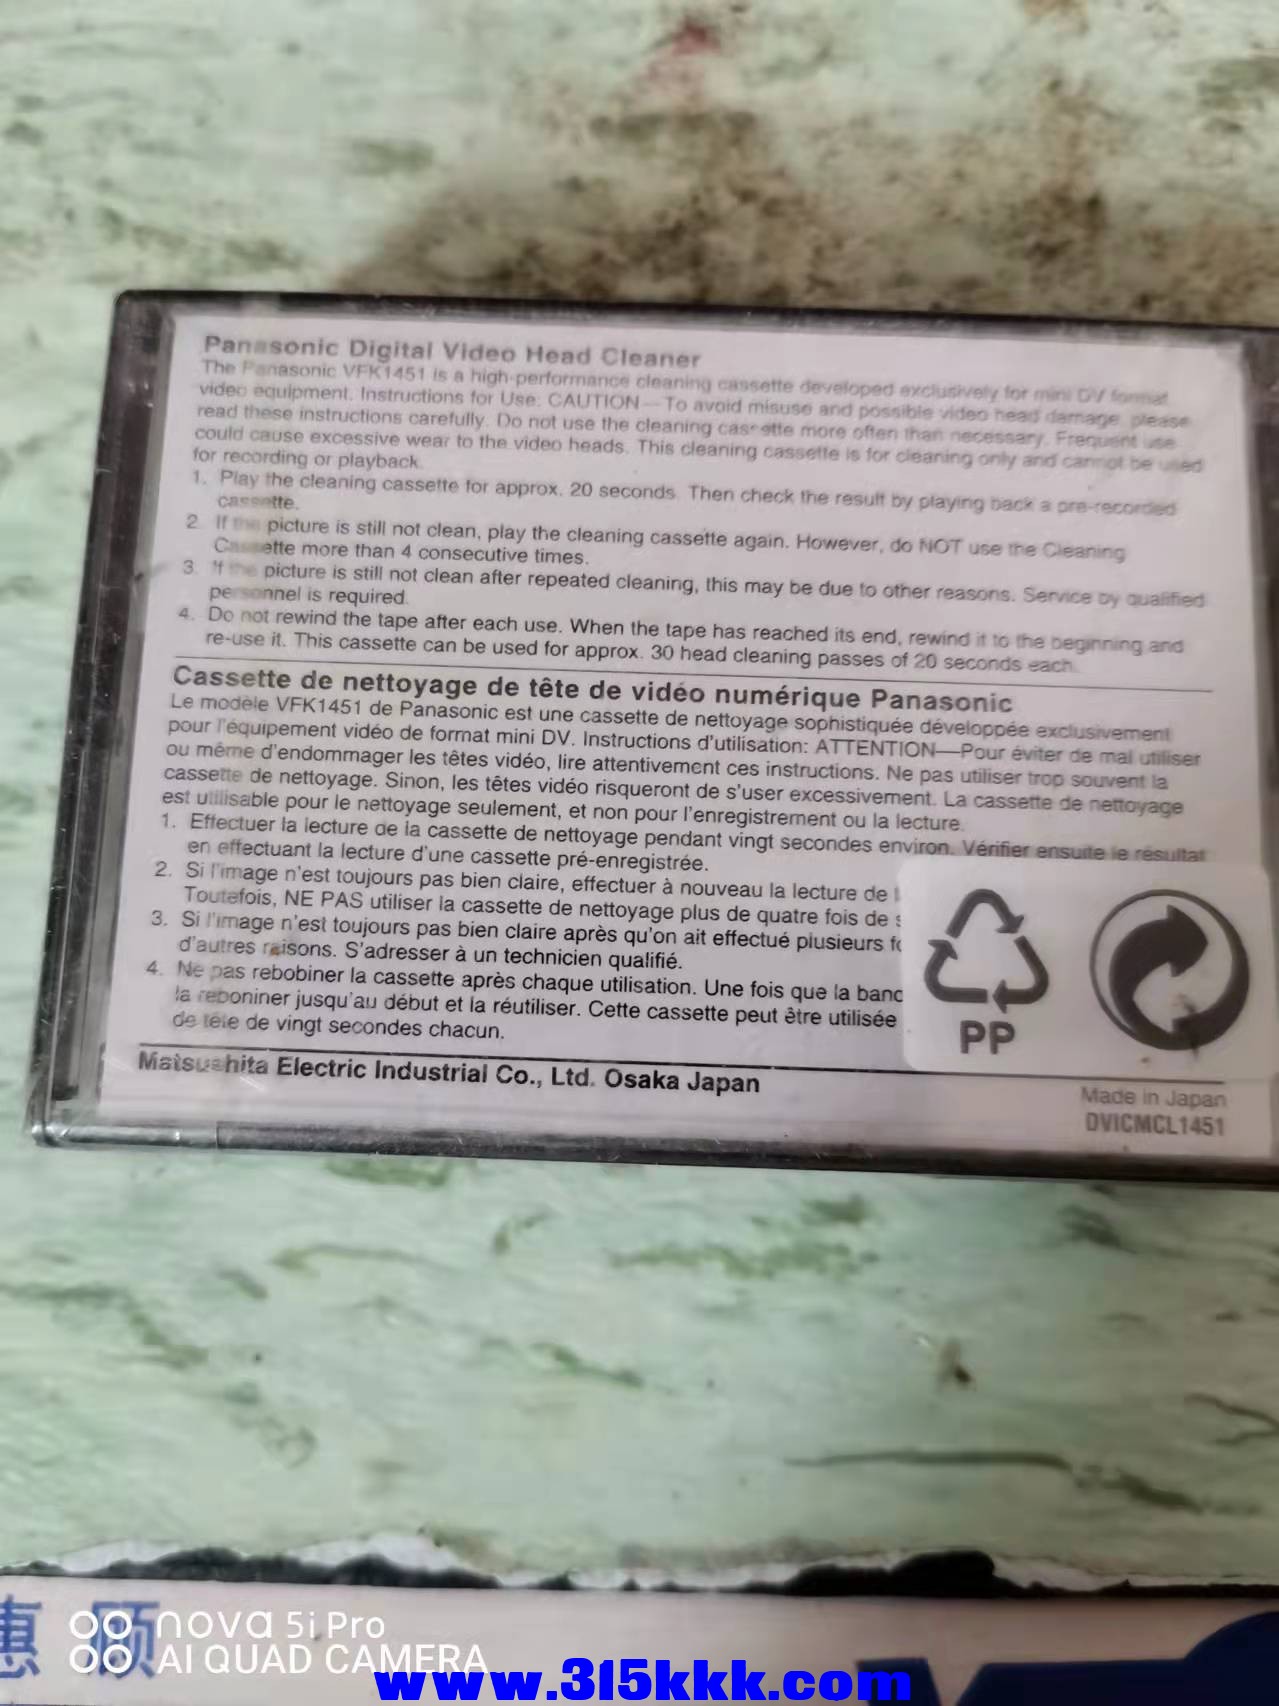 Panasonic Digital Video Head Cleaner
The Panasonic VFK1451 is a high-performance cleaning cassette developed exclusively for mini DV format
video equipment. Instructions for Use: CAUTION—To avoid misuse and possible video head damage, please
read these instructions carefully. Do not use the cleaning cassette more often than necessary. Frequent use
could cause excessive wear to the video heads. This cleaning cassette is for cleaning only and cannot be used
for recording or playback.
1. Play the cleaning cassette for approx. 20 seconds. Then check the result by playing back a pre-recorded
cassette.
2. If the picture is still not clean, play the cleaning cassette again. However, do NOT use the Cleaning
Cassette more than 4 consecutive times.
3. If the picture is still not clean after repeated cleaning, this may be due to other reasons. Service by qualified
personnel is required.
4. Do not rewind the tape after each use. When the tape has reached its end, rewind it to the beginning and
re-use it. This cassette can be used for approx. 30 head cleaning passes of 20 seconds each.
Cassette de nettoyage de tête de vidéo numérique Panasonic
Le modèle VFK1451 de Panasonic est une cassette de nettoyage sophistiquée développée exclusivement
pour l'équipement vidéo de format mini DV. Instructions d'utilisation: ATTENTION—Pour éviter de mal utiliser
ou même d'endommager les têtes vidéo, lire attentivement ces instructions. Ne pas utiliser trop souvent la
cassette de nettoyage. Sinon, les têtes vidéo risqueront de s'user excessivement. La cassette de nettoyage
est utilisable pour le nettoyage seulement, et non pour l'enregistrement ou la lecture.
1. Effectuer la lecture de la cassette de nettoyage pendant vingt secondes environ. Vérifier ensuite le résultat
en effectuant la lecture d'une cassette pré-enregistrée.
2. Si l'image n'est toujours pas bien claire, effectuer à nouveau la lecture de
Toutefois, NE PAS utiliser la cassette de nettoyage plus de quatre fois de
3. Si l'image n'est toujours pas bien claire après qu'on ait effectué plusieurs
d'autres raisons. S'adresser à un technicien qualifié.
4. Ne pas rebobiner la cassette après chaque utilisation. Une fois que la
la reboniner jusqu'au début et la réutiliser. Cette cassette peut être utilisée
de tête de vingt secondes chacun.
PP
Matsushita Electric Industrial Co., Ltd. Osaka Japan
Made in Japan
DVICMCL1451
惠 顾
nova 5i Pro
AI QUAD CAMERA
www.315kkk.com